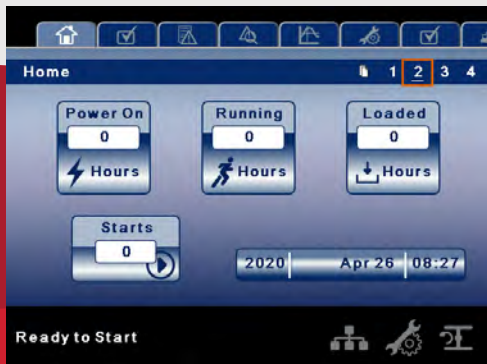 Home 1 2 3 4
Power On Running Loaded
0 0 0
Hours Hours Hours
Starts
0
2020 Apr 26 08:27
Ready to Start